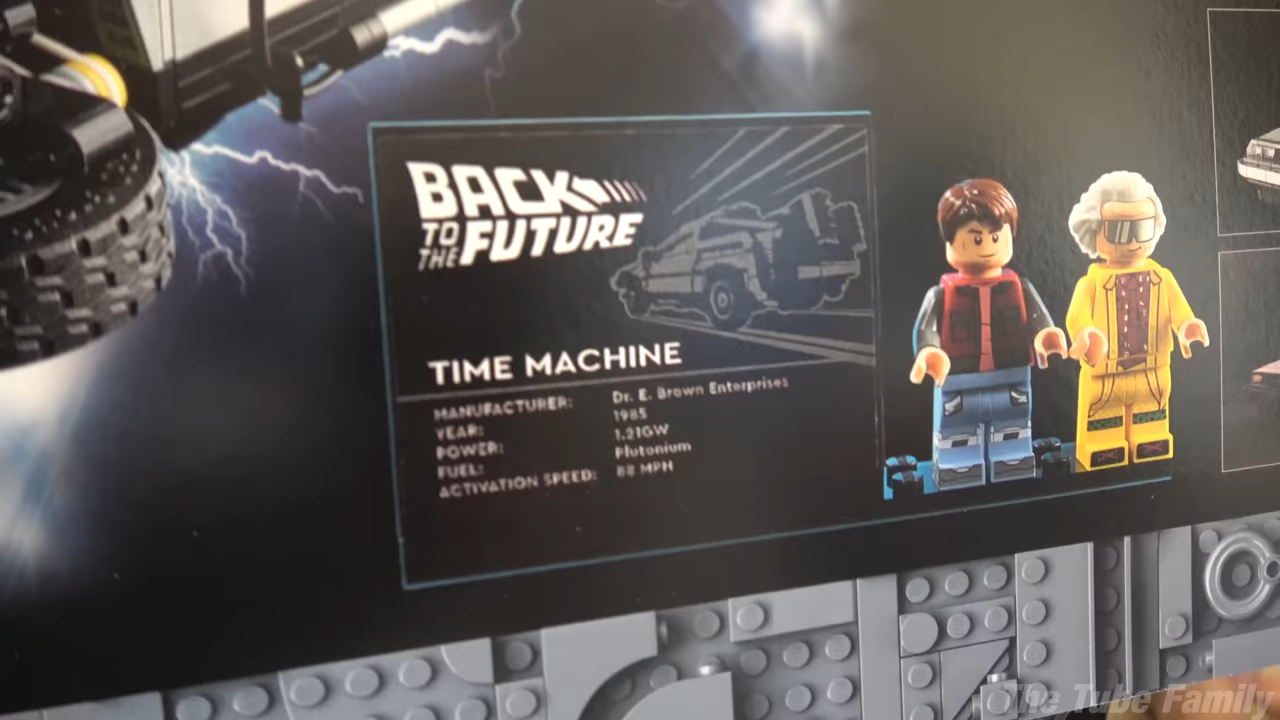 BACK
TO
THE FUTURE
TIME MACHINE
MANUFACTURER: Dr. E. Brown Enterprises
YEAR: 1985
POWER: 1.21GW
FUEL: Plutonium
ACTIVATION SPEED: 88 MPH
The Tube Family